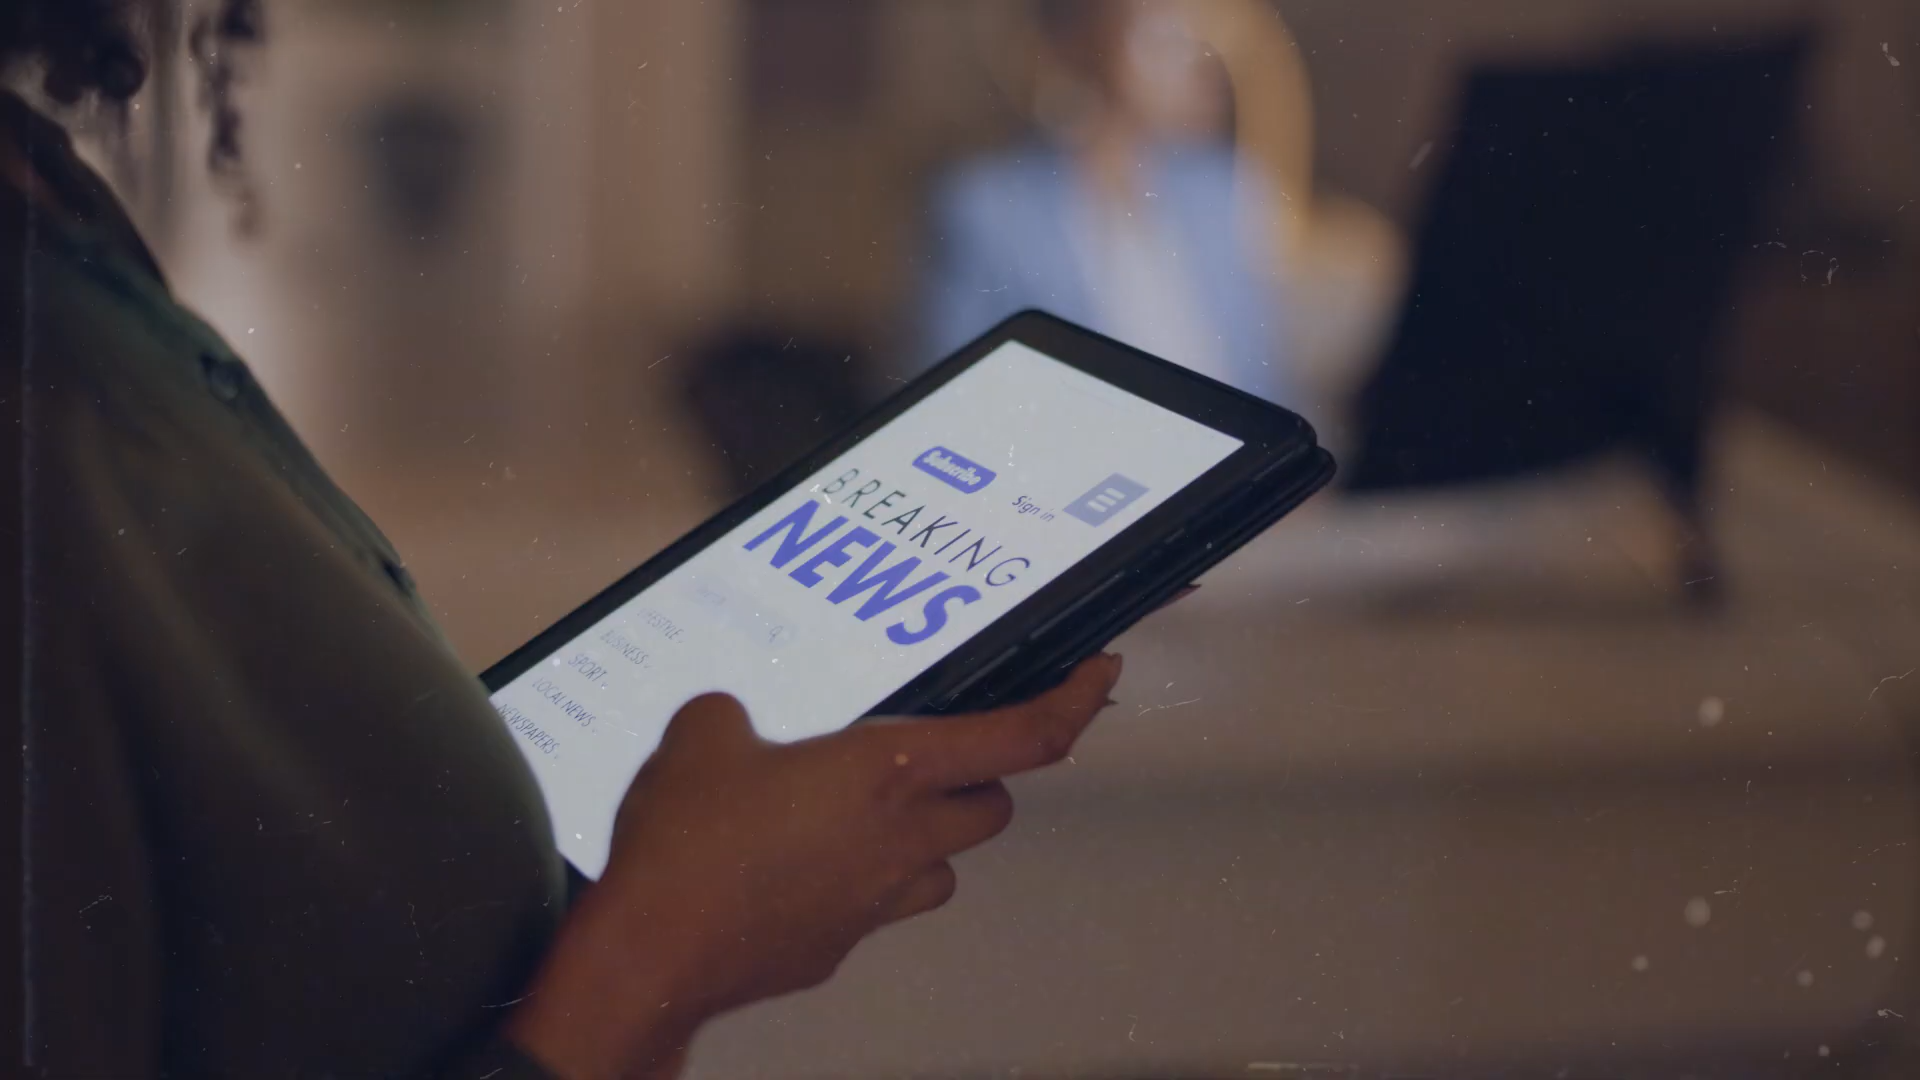 Subscribe
Sign in
BREAKING
NEWS
LIFESTYLE
BUSINESS
SPORT
LOCAL NEWS
NEWSPAPERS